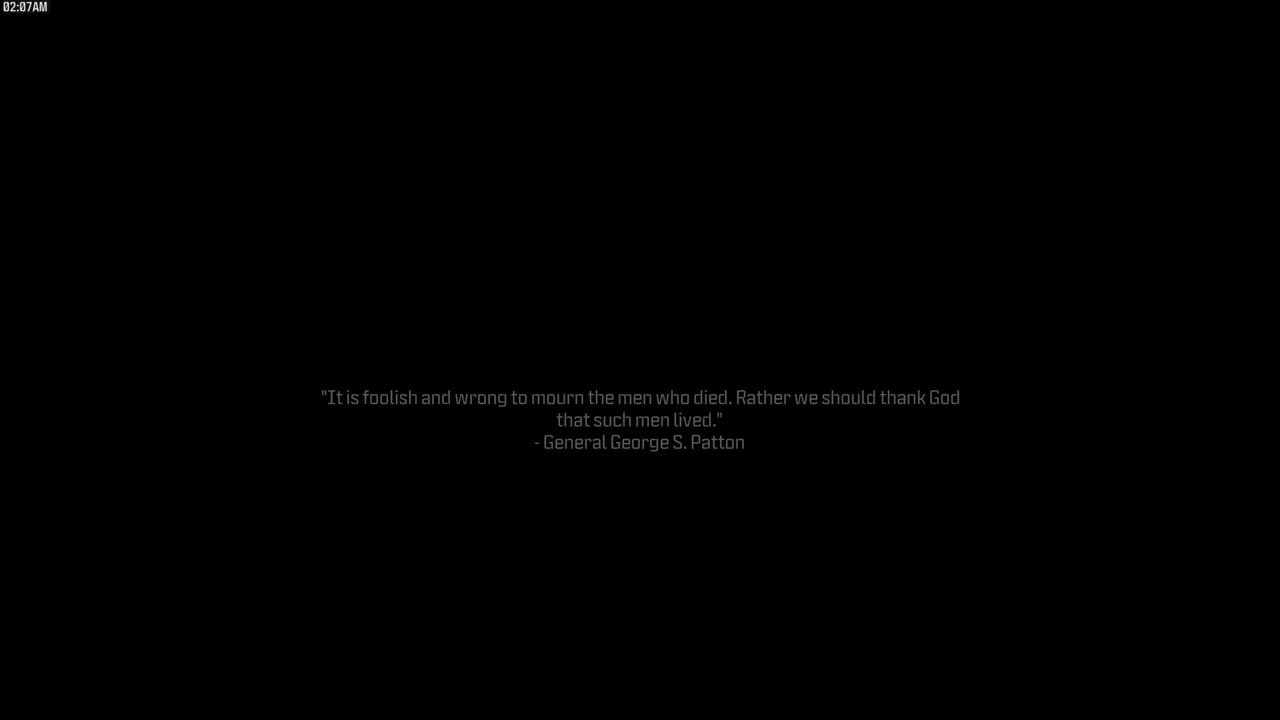 02:07AM
"It is foolish and wrong to mourn the men who died. Rather we should thank God
that such men lived."
- General George S. Patton